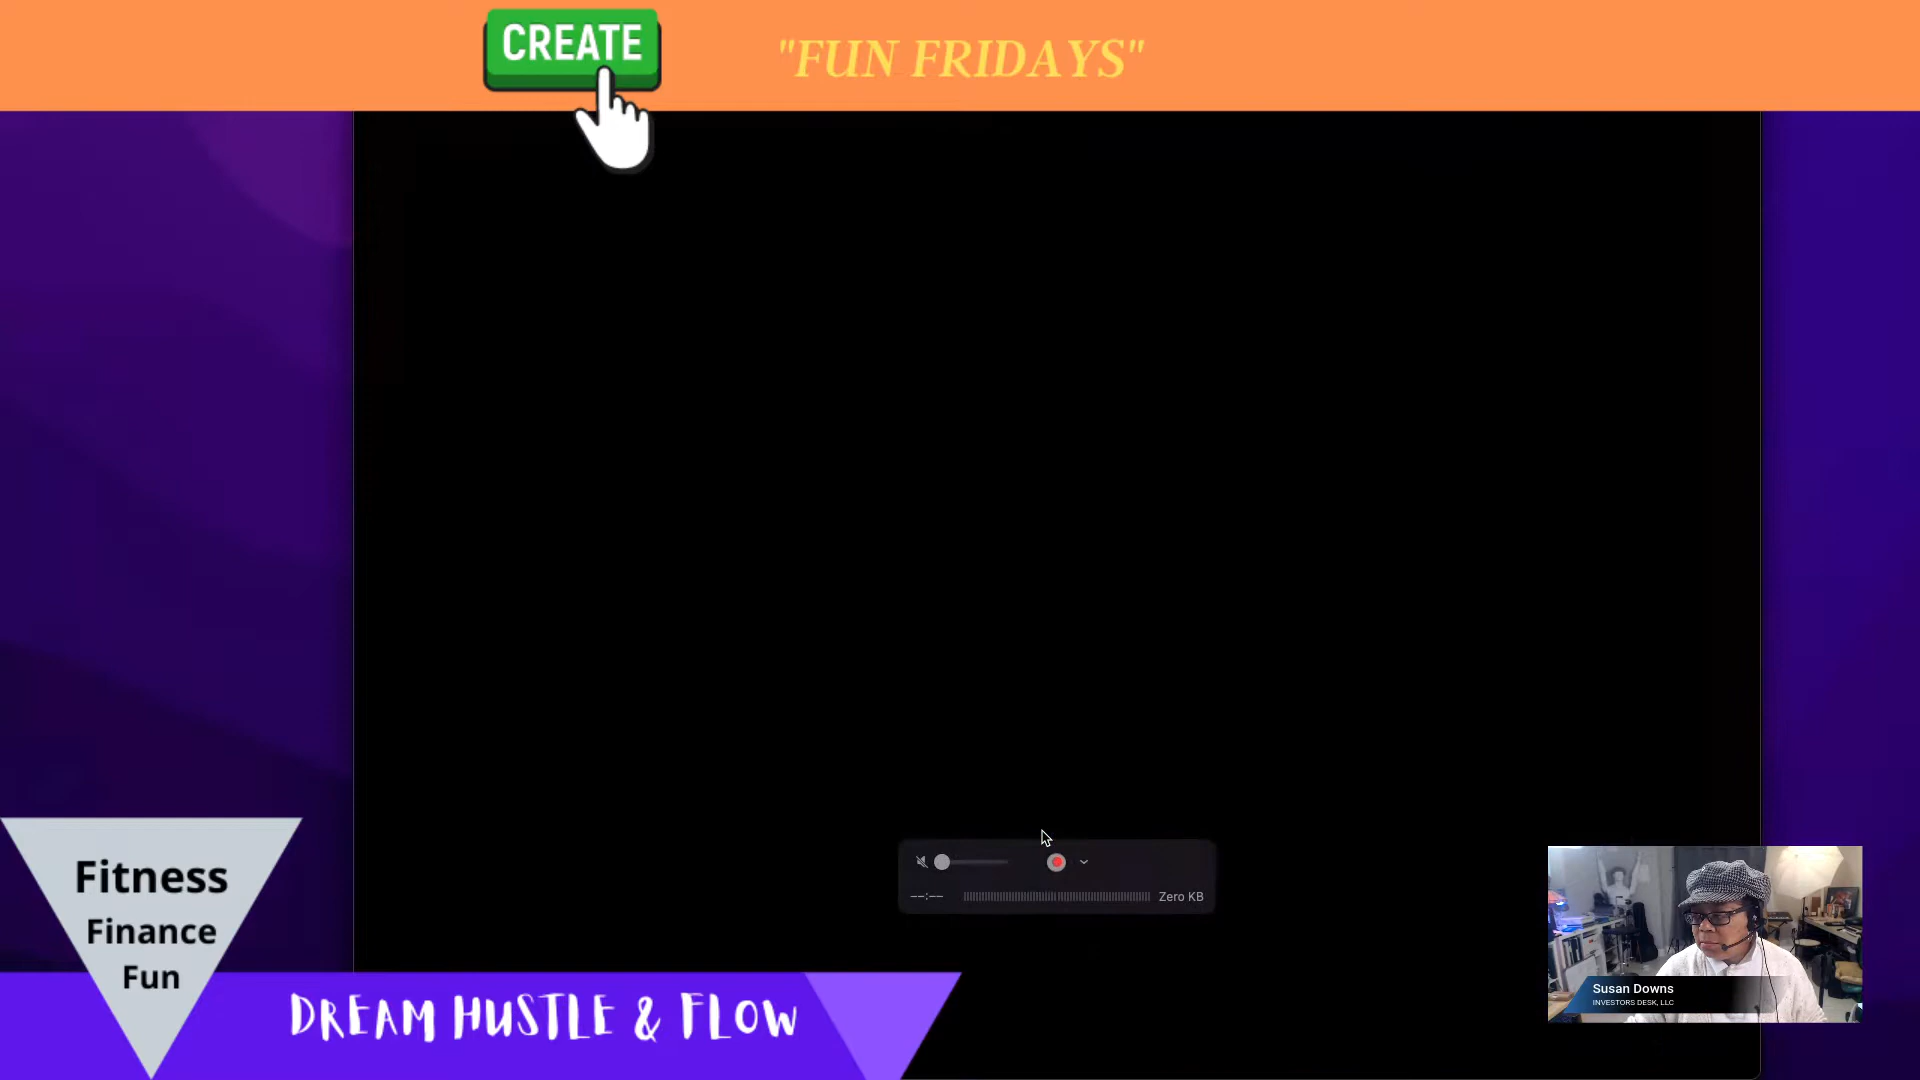 CREATE
"FUN FRIDAYS"
--:--
Zero KB
Fitness
Finance
Fun
DREAM HUSTLE & FLOW
Susan Downs
INVESTORS DESK, LLC